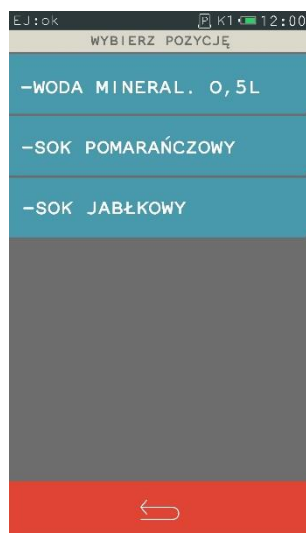 EJ:ok P K1 12:00
WYBIERZ POZYCJĘ
-WODA MINERAL. 0,5L
-SOK POMARAŃCZOWY
-SOK JABŁKOWY